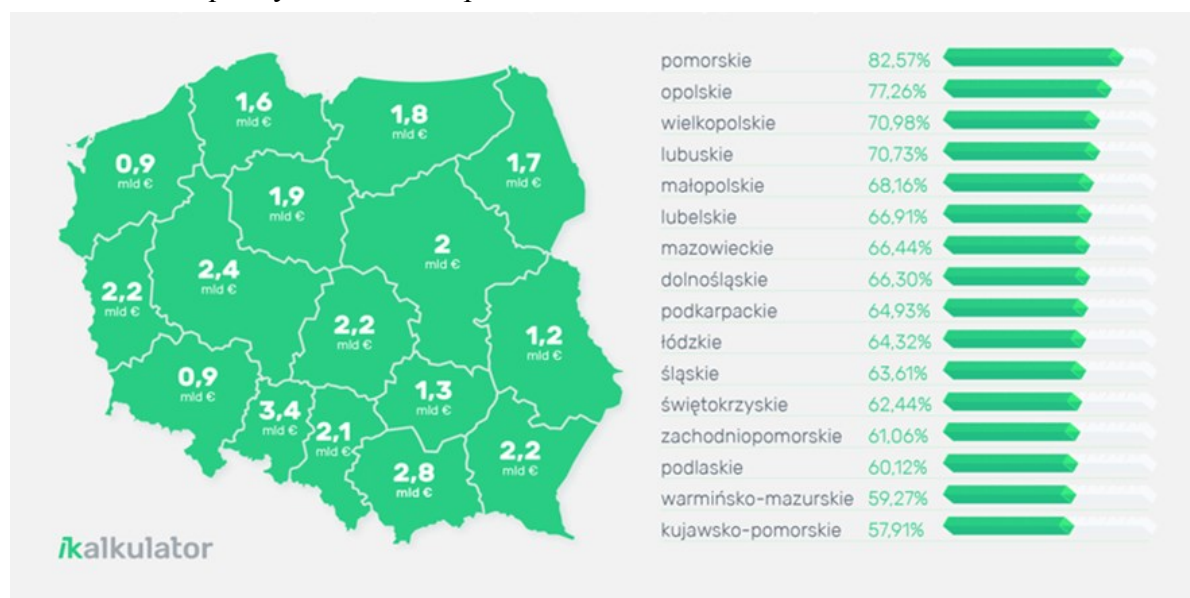 1,6
mld €
1,8
mld €
0,9
mld €
1,7
mld €
1,9
mld €
2
mld €
2,4
mld €
2,2
mld €
2,2
mld €
1,2
mld €
0,9
mld €
1,3
mld €
3,4
mld €
2,1
mld €
2,2
mld €
2,8
mld €
ikalkulator
pomorskie 82,57%
opolskie 77,26%
wielkopolskie 70,98%
lubuskie 70,73%
małopolskie 68,16%
lubelskie 66,91%
mazowieckie 66,44%
dolnośląskie 66,30%
podkarpackie 64,93%
łódzkie 64,32%
śląskie 63,61%
świętokrzyskie 62,44%
zachodniopomorskie 61,06%
podlaskie 60,12%
warmińsko-mazurskie 59,27%
kujawsko-pomorskie 57,91%